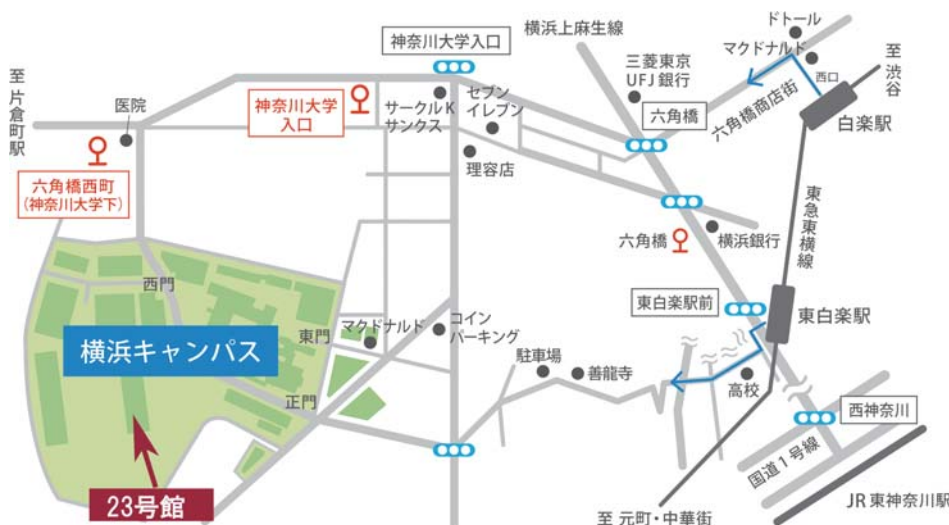 ドトール
マクドナルド
西口
至 渋谷
白楽駅
六角橋商店街
横浜上麻生線
神奈川大学入口
三菱東京
UFJ 銀行
六角橋
至 片倉町駅
医院
神奈川大学
入口
サークルK
サンクス
セブン
イレブン
理容店
六角橋西町
(神奈川大学下)
六角橋
横浜銀行
東急東横線
東白楽駅前
東白楽駅
西門
横浜キャンパス
東門
マクドナルド
コイン
パーキング
駐車場
善龍寺
高校
正門
西神奈川
国道1号線
23号館
至 元町・中華街
JR 東神奈川駅